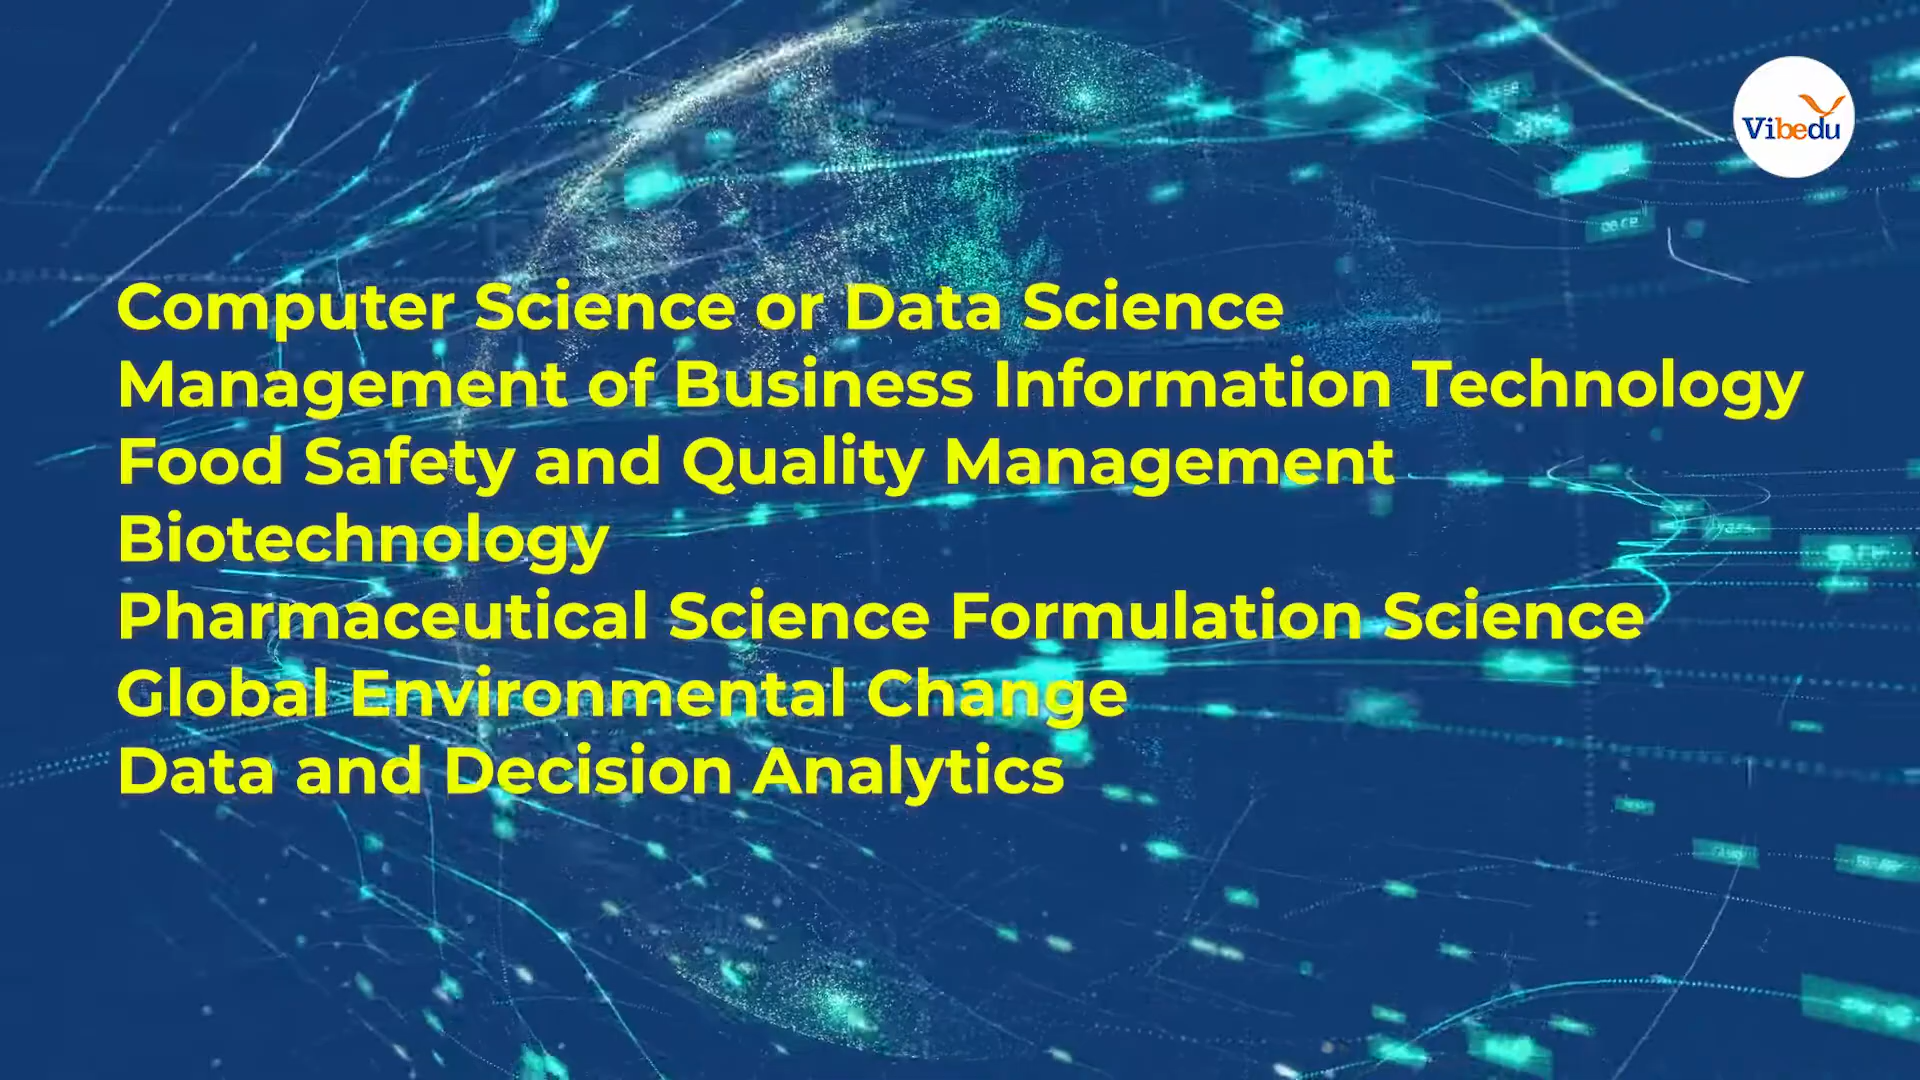 Vibedu
Computer Science or Data Science
Management of Business Information Technology
Food Safety and Quality Management
Biotechnology
Pharmaceutical Science Formulation Science
Global Environmental Change
Data and Decision Analytics